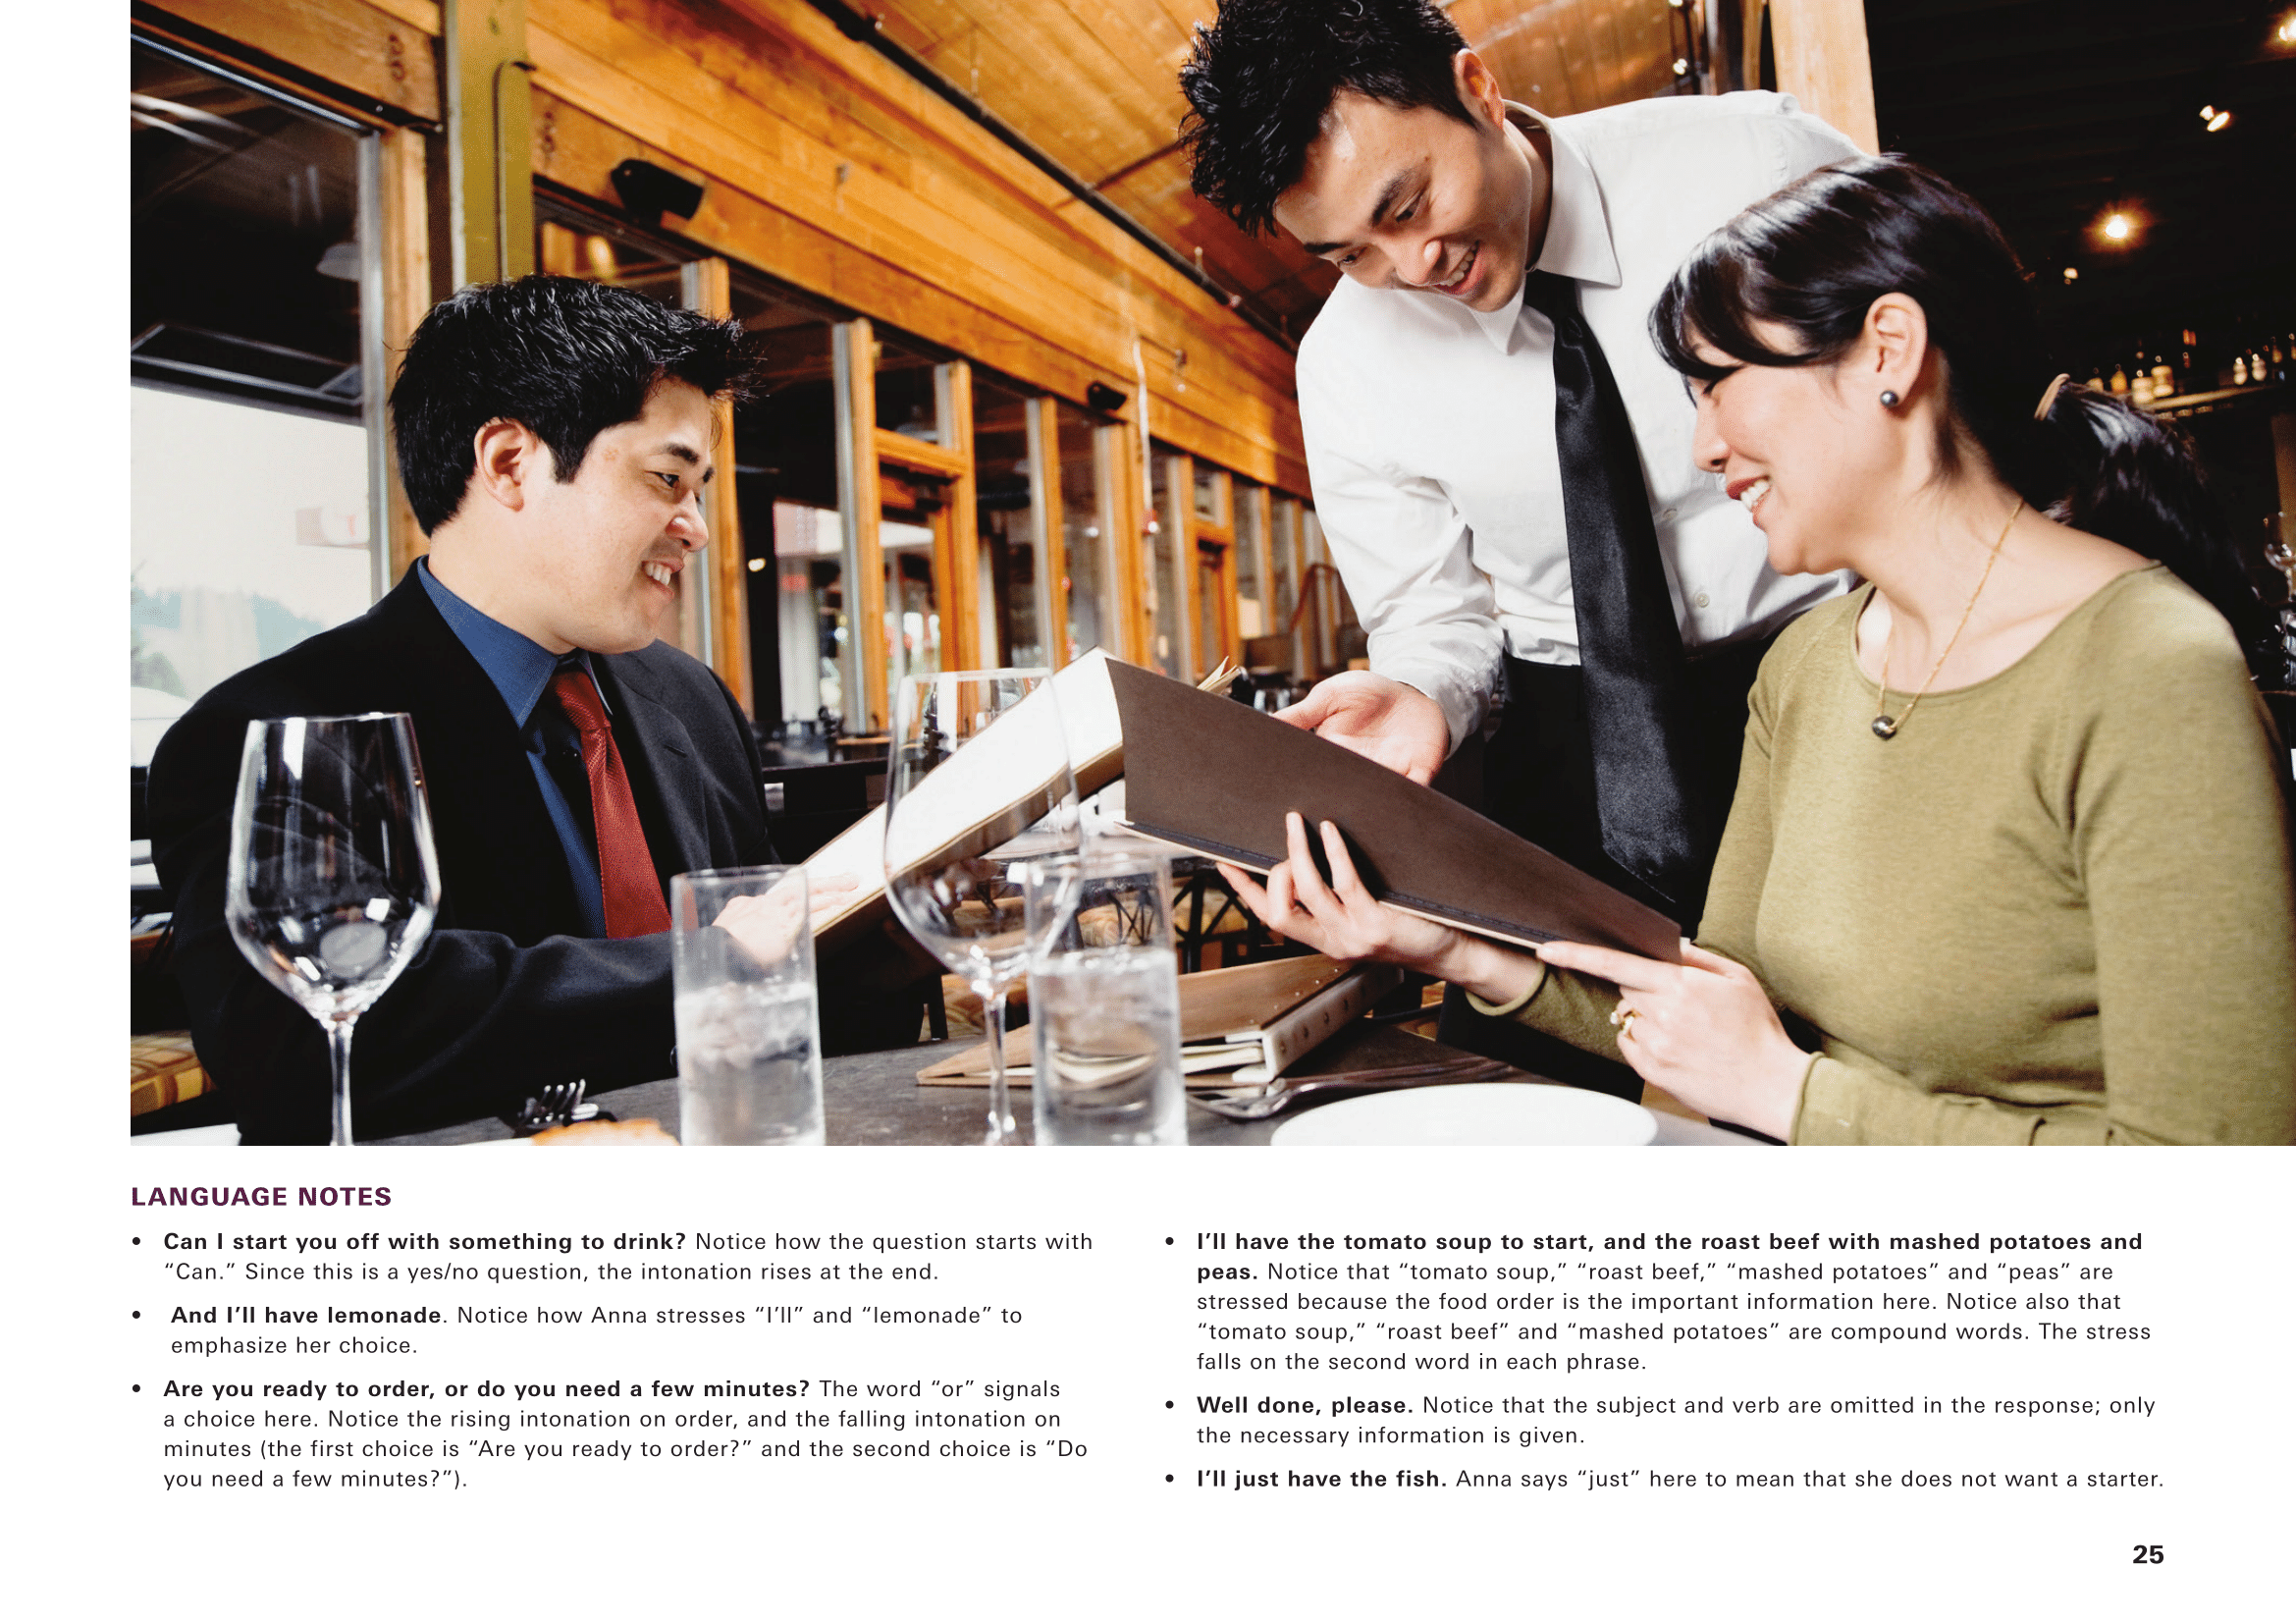 LANGUAGE NOTES
• Can I start you off with something to drink? Notice how the question starts with
“Can.” Since this is a yes/no question, the intonation rises at the end.
• And I’ll have lemonade. Notice how Anna stresses “I’ll” and “lemonade” to
emphasize her choice.
• Are you ready to order, or do you need a few minutes? The word “or” signals
a choice here. Notice the rising intonation on order, and the falling intonation on
minutes (the first choice is “Are you ready to order?” and the second choice is “Do
you need a few minutes?”).
• I’ll have the tomato soup to start, and the roast beef with mashed potatoes and
peas. Notice that “tomato soup,” “roast beef,” “mashed potatoes” and “peas” are
stressed because the food order is the important information here. Notice also that
“tomato soup,” “roast beef” and “mashed potatoes” are compound words. The stress
falls on the second word in each phrase.
• Well done, please. Notice that the subject and verb are omitted in the response; only
the necessary information is given.
• I’ll just have the fish. Anna says “just” here to mean that she does not want a starter.
25